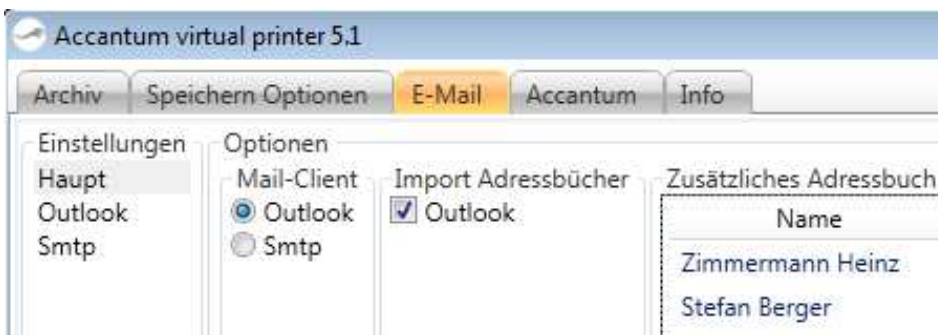 Accantum virtual printer 5.1
Archiv Speichern Optionen E-Mail Accantum Info
Einstellungen Optionen
Haupt Mail-Client Import Adressbücher Zusätzliches Adressbuch
Outlook Outlook Outlook Name
Smtp Smtp
Zimmermann Heinz
Stefan Berger